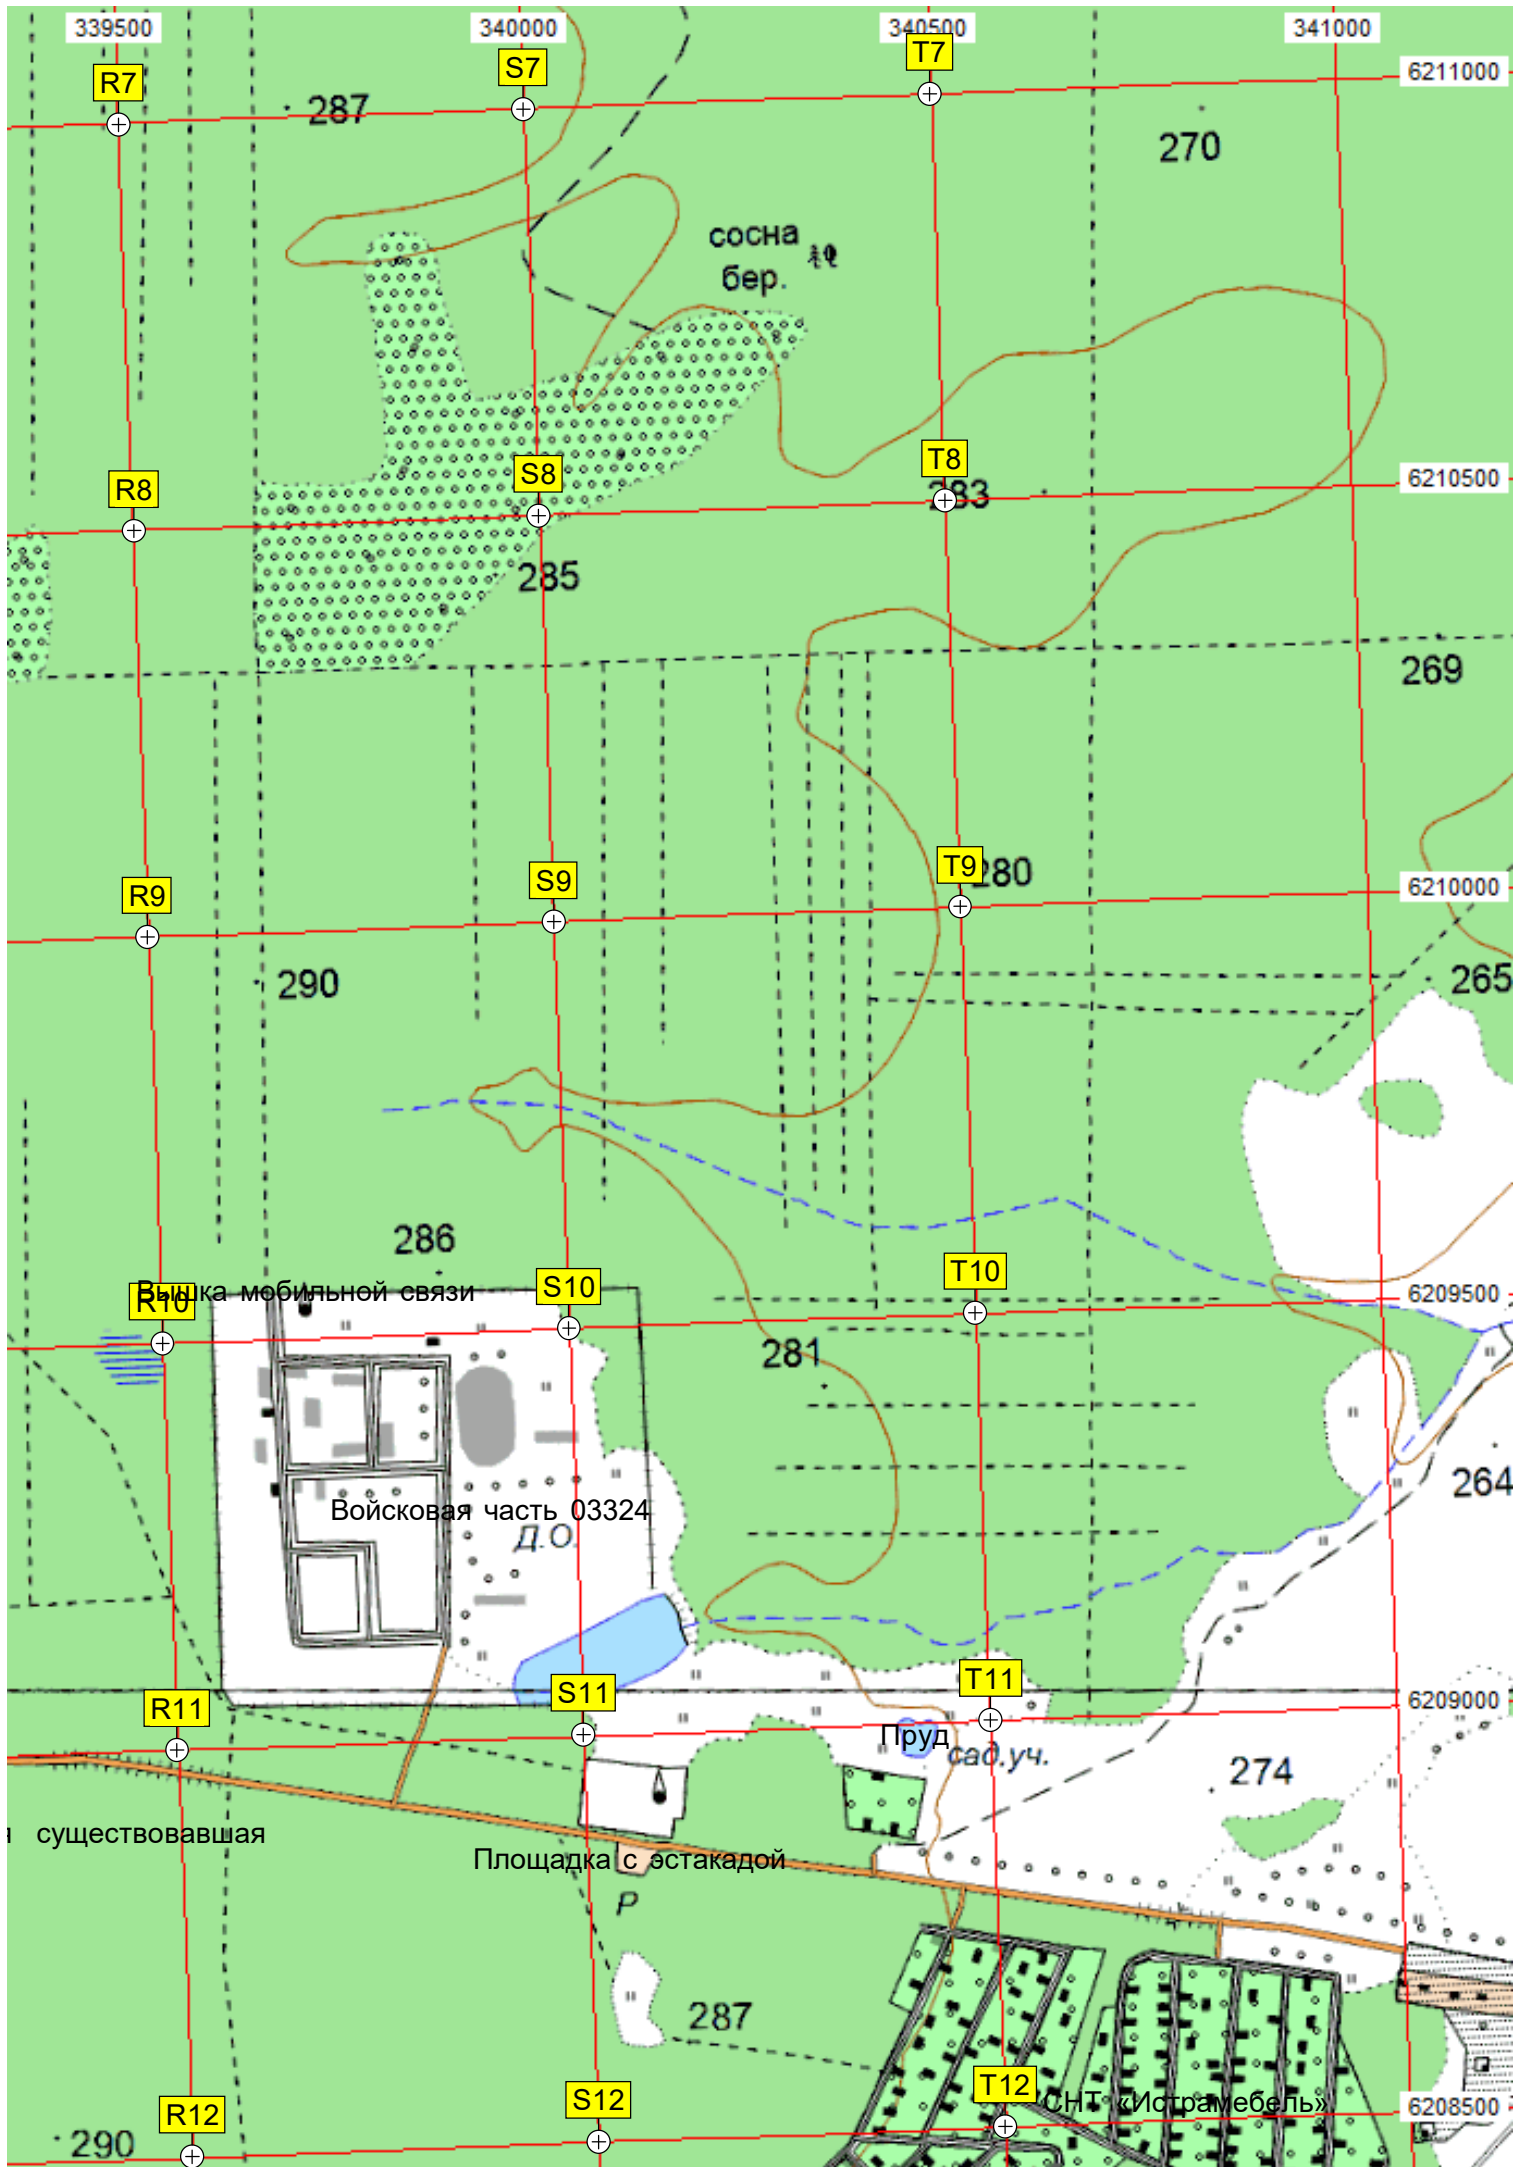 339500 340000 340500 341000
R7 S7 T7 6211000
287 270
сосна
бер.
R8 S8 T8 6210500
283
285
269
R9 S9 T9 280 6210000
290 265
286
Вышка мобильной связи
R10 S10 T10 6209500
281
264
Войсковая часть 03324
Д.О.
R11 S11 T11 6209000
Пруд
сад.уч.
274
существовавшая
Площадка с эстакадой
Р
287
R12 S12 T12 6208500
СНТ «Истрамебель»
290